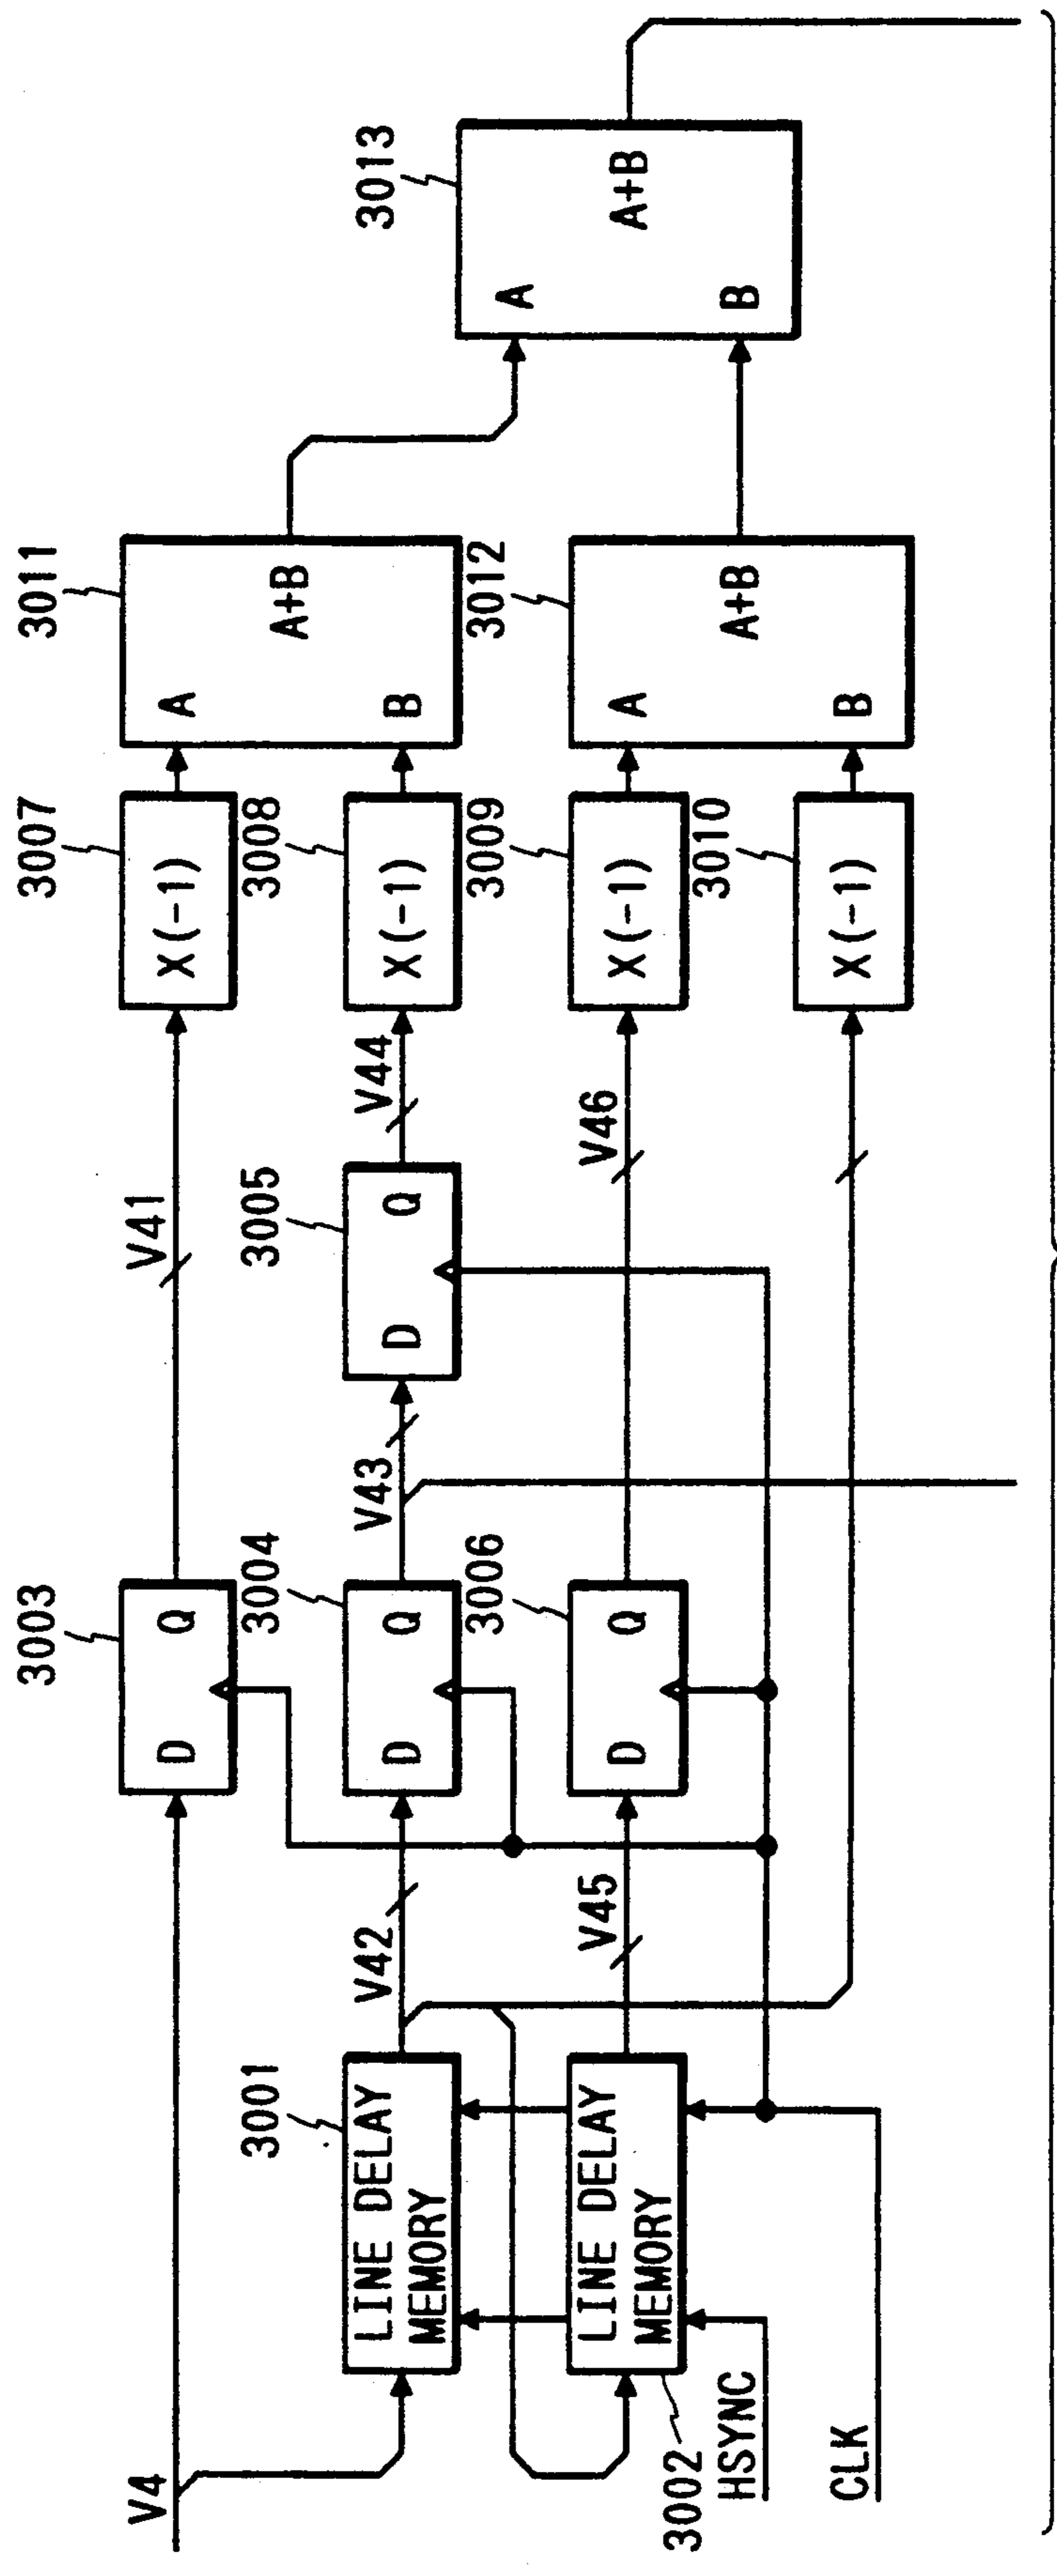 V4
3003
D
Q
V41
3007
X(-1)
3011
A
B
A+B
3001
LINE DELAY
MEMORY
V42
3004
D
Q
V43
3005
D
Q
V44
3008
X(-1)
3013
A
B
A+B
3002
LINE DELAY
MEMORY
V45
3006
D
Q
V46
3009
X(-1)
3012
A
B
A+B
3010
X(-1)
HSYNC
CLK